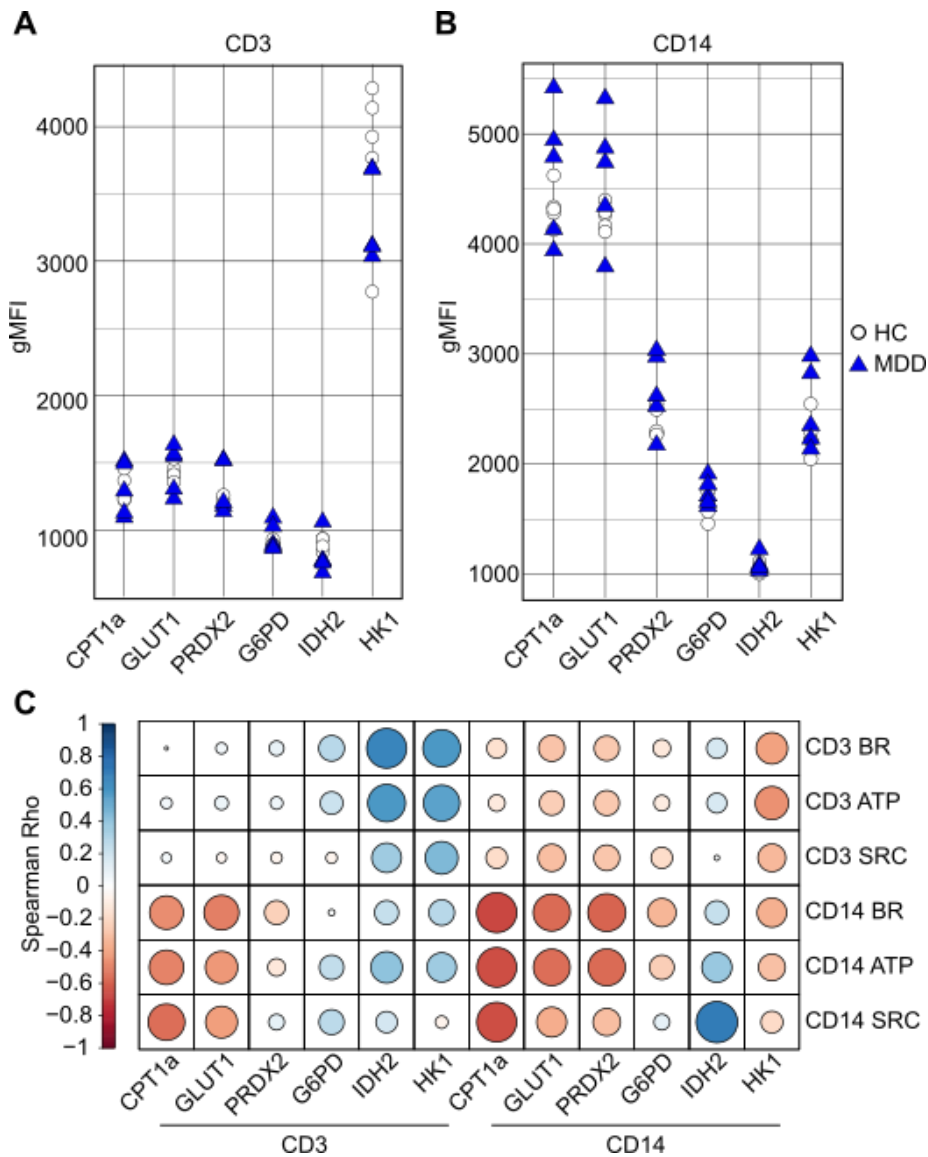 A
CD3
gMFI
4000
3000
2000
1000
CPT1a
GLUT1
PRDX2
G6PD
IDH2
HK1
B
CD14
gMFI
5000
4000
3000
2000
1000
CPT1a
GLUT1
PRDX2
G6PD
IDH2
HK1
HC
MDD
C
Spearman Rho
1
0.8
0.6
0.4
0.2
0
−0.2
−0.4
−0.6
−0.8
−1
CD3 BR
CD3 ATP
CD3 SRC
CD14 BR
CD14 ATP
CD14 SRC
CPT1a
GLUT1
PRDX2
G6PD
IDH2
HK1
CPT1a
GLUT1
PRDX2
G6PD
IDH2
HK1
CD3
CD14